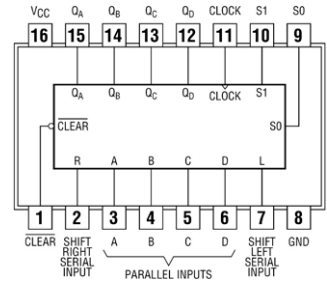 VCC QA QB QC QD CLOCK S1 S0
16 15 14 13 12 11 10 9
QA QB QC QD CLOCK S1
CLEAR S0
R A B C D L
1 2 3 4 5 6 7 8
CLEAR SHIFT RIGHT SERIAL INPUT A B C D SHIFT LEFT SERIAL INPUT GND
PARALLEL INPUTS